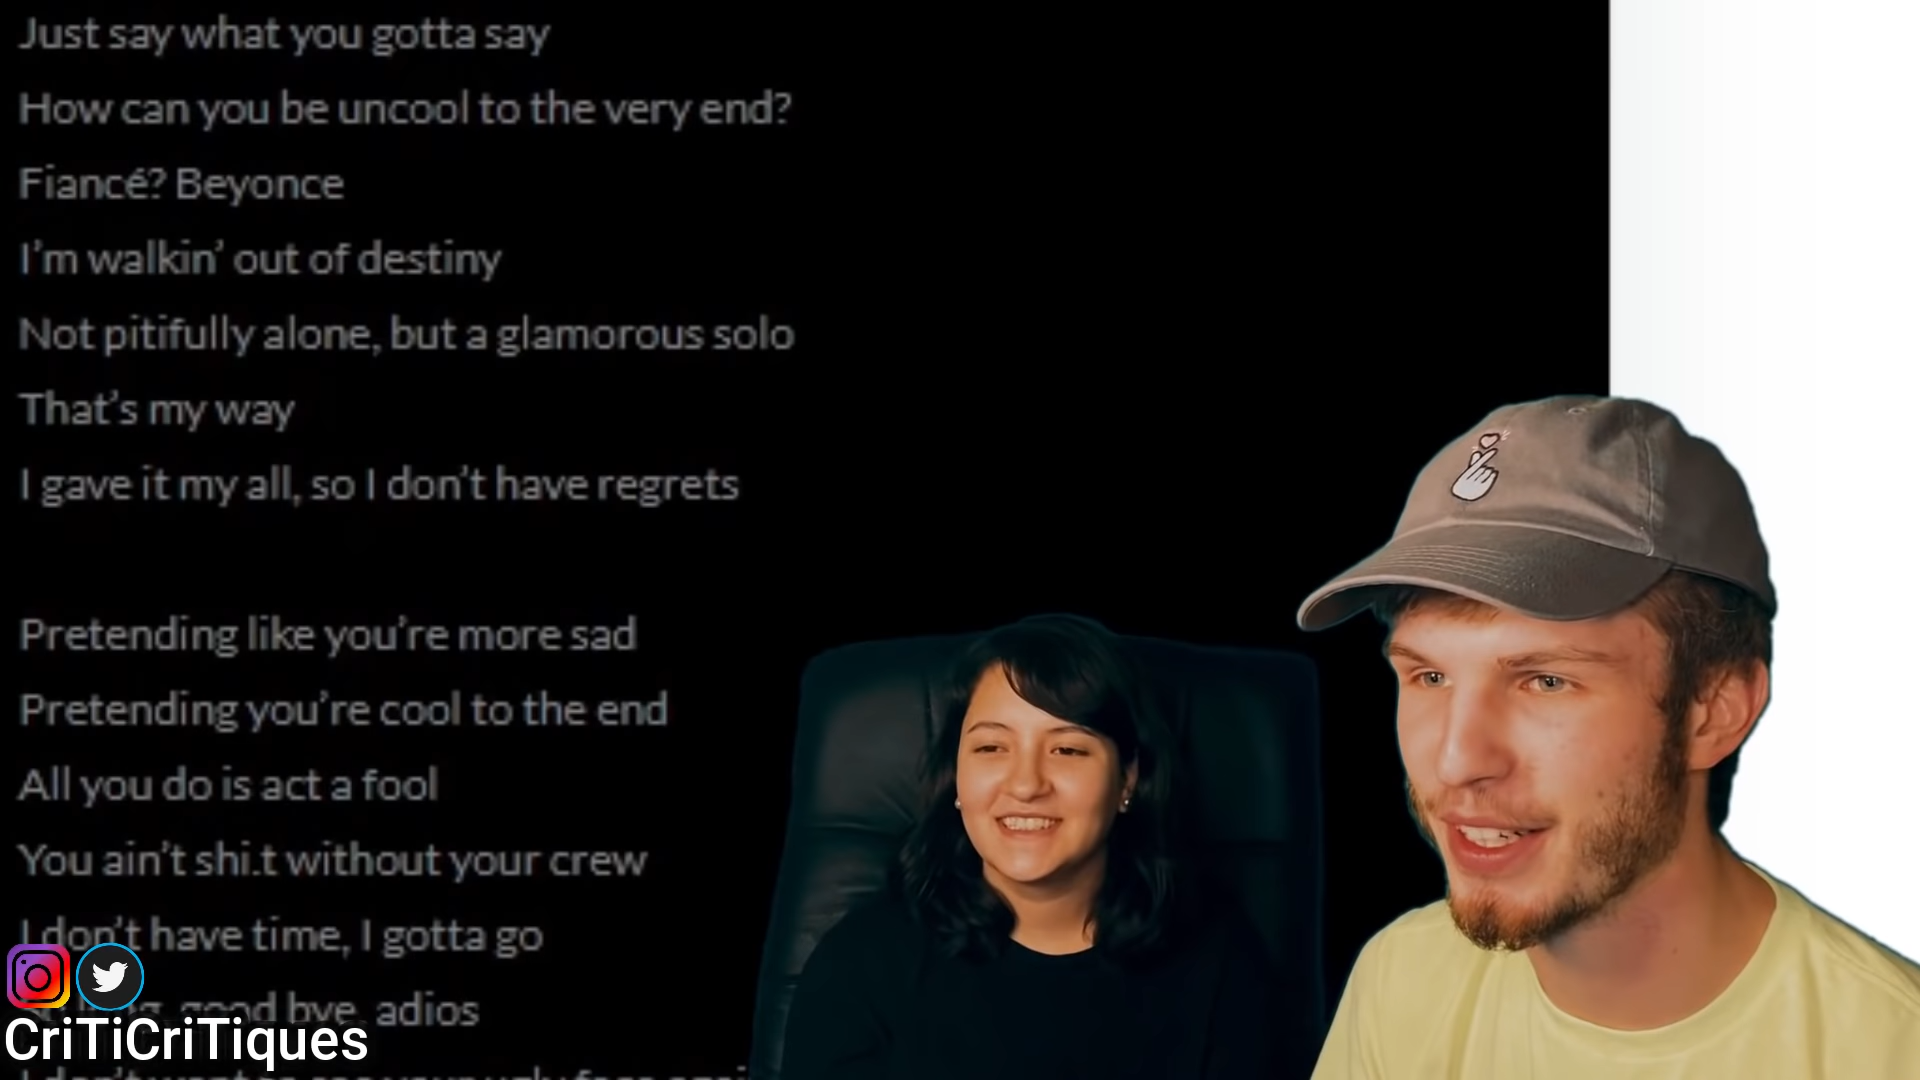 Just say what you gotta say
How can you be uncool to the very end?
Fiancé? Beyonce
I'm walkin' out of destiny
Not pitifully alone, but a glamorous solo
That's my way
I gave it my all, so I don't have regrets
Pretending like you're more sad
Pretending you're cool to the end
All you do is act a fool
You ain't shi.t without your crew
I don't have time, I gotta go
good bye, adios
CriTiCriTiques